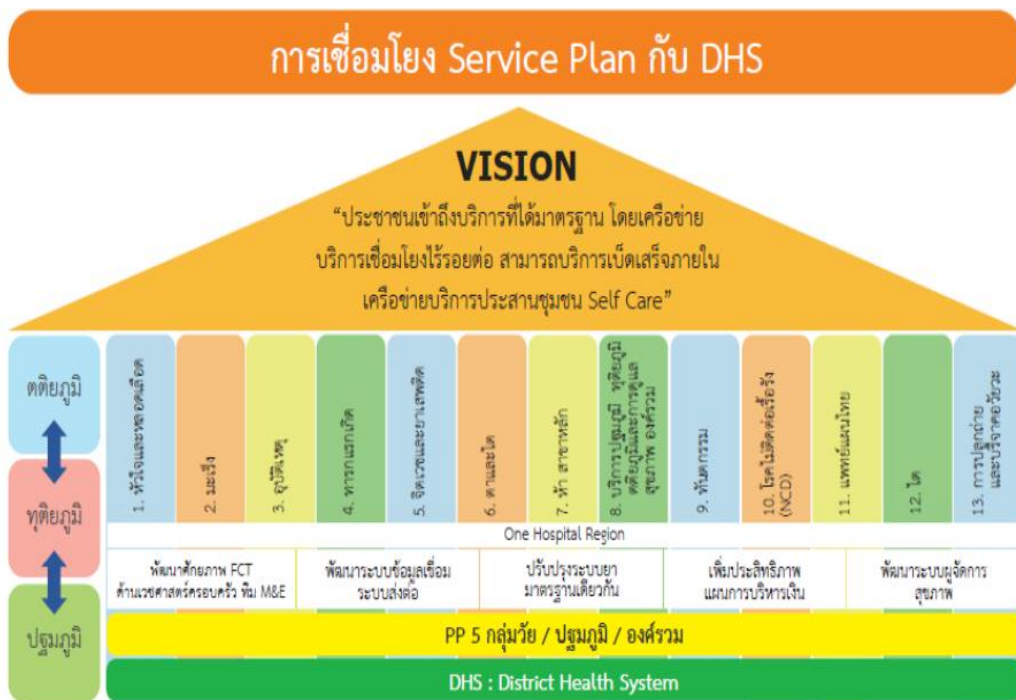 การเชื่อมโยง Service Plan กับ DHS
VISION
“ประชาชนเข้าถึงบริการที่ได้มาตรฐาน โดยเครือข่าย
บริการเชื่อมโยงไร้รอยต่อ สามารถบริการเบ็ดเสร็จภายใน
เครือข่ายบริการประสานชุมชน Self Care”
ตติยภูมิ
ทุติยภูมิ
ปฐมภูมิ
1. หัวใจและหลอดเลือด
2. มะเร็ง
3. อุบัติเหตุ
4. ทารกแรกเกิด
5. จิตเวชและยาเสพติด
6. ตาและไต
7. ห้า สาขาหลัก
8. บริการปฐมภูมิ ทุติยภูมิ
ตติยภูมิและการดูแล
สุขภาพ องค์รวม
9. ทันตกรรม
10. โรคไม่ติดต่อเรื้อรัง
(NCD)
11. แพทย์แผนไทย
12. ไต
13. การปลูกถ่าย
และบริจาคอวัยวะ
One Hospital Region
พัฒนาศักยภาพ FCT
ด้านเวชศาสตร์ครอบครัว ทีม M&E
พัฒนาระบบข้อมูลเชื่อม
ระบบส่งต่อ
ปรับปรุงระบบยา
มาตรฐานเดียวกัน
เพิ่มประสิทธิภาพ
แผนการบริหารเงิน
พัฒนาระบบผู้จัดการ
สุขภาพ
PP 5 กลุ่มวัย / ปฐมภูมิ / องค์รวม
DHS : District Health System